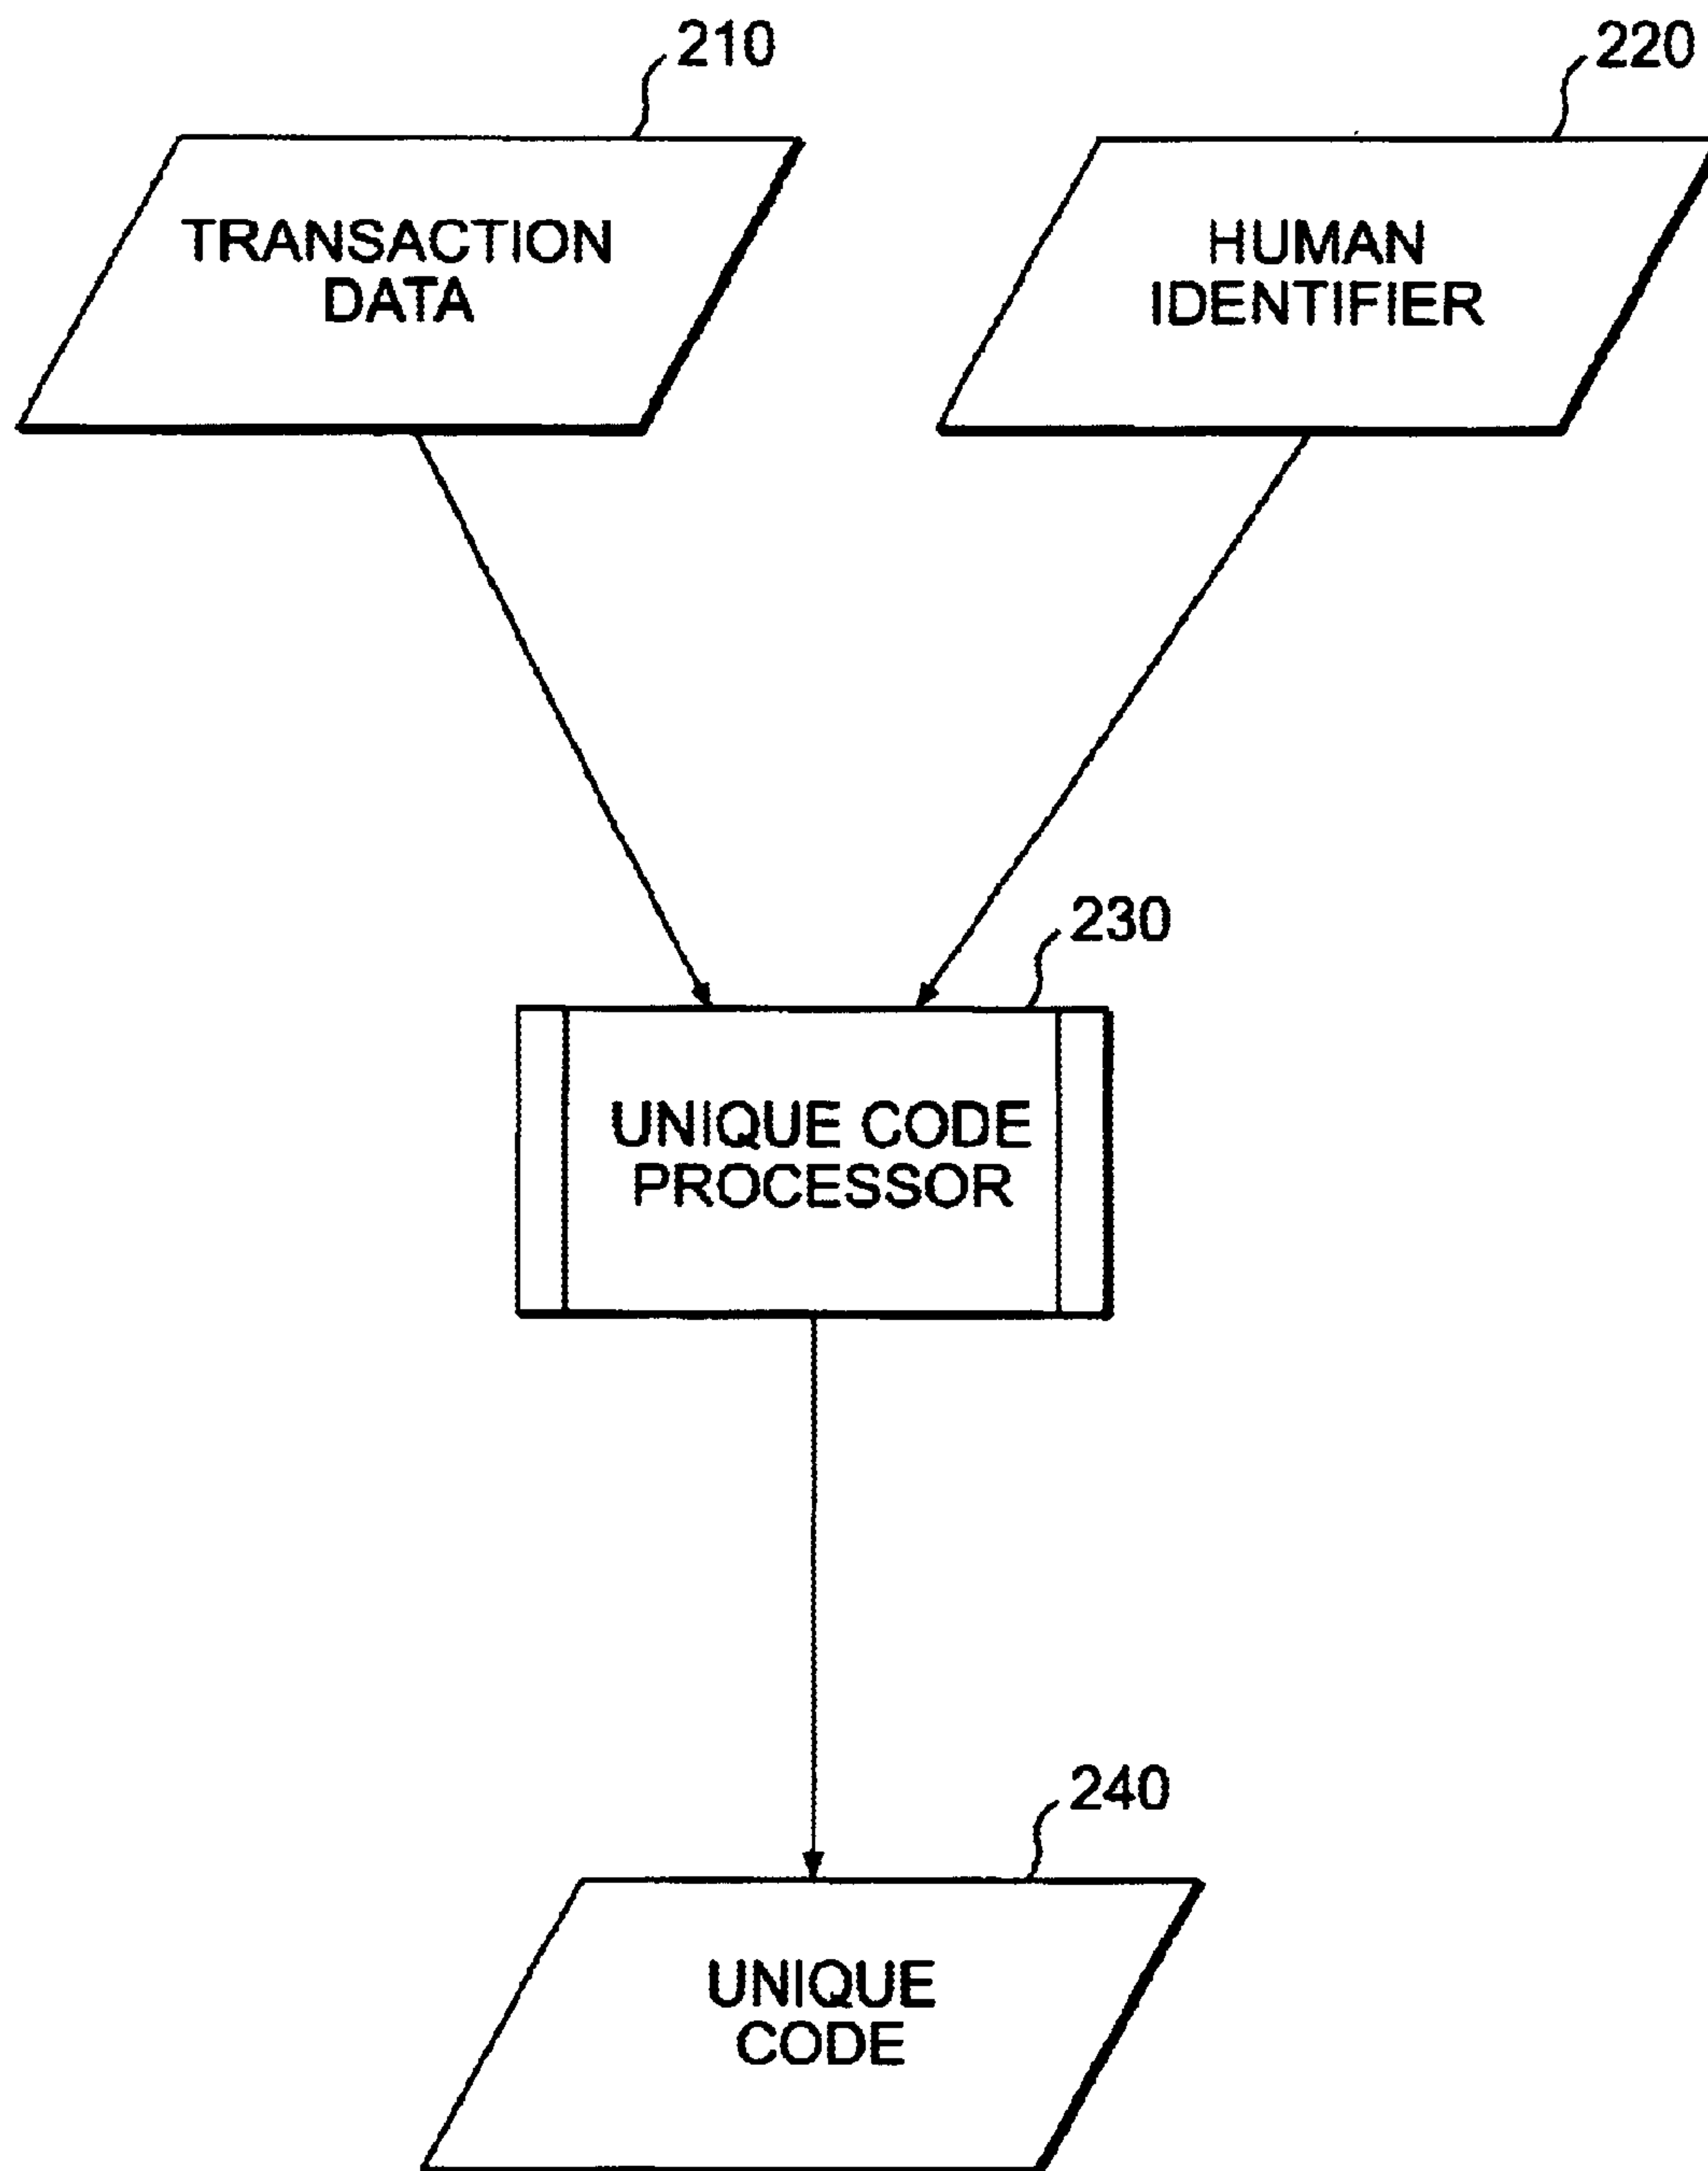 210
220
TRANSACTION
DATA
HUMAN
IDENTIFIER
230
UNIQUE CODE
PROCESSOR
240
UNIQUE
CODE